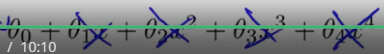 θ₀ + θ₁x + θ₂x² + θ₃x³ + θ₄x⁴
/ 10:10